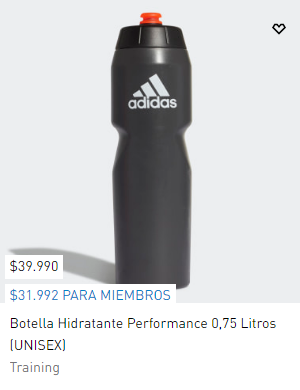 adidas
$39.990
$31.992 PARA MIEMBROS
Botella Hidratante Performance 0,75 Litros
(UNISEX)
Training